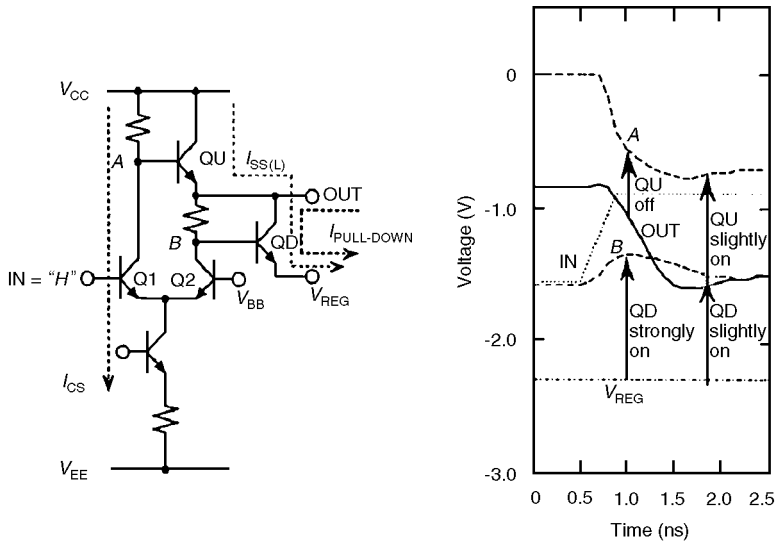 V_CC
A
QU
I_SS(L)
OUT
B
QD
I_PULL-DOWN
IN = "H"
Q1
Q2
V_BB
V_REG
I_CS
V_EE
Voltage (V)
0
-1.0
-2.0
-3.0
A
QU
off
OUT
QU
slightly
on
IN
B
QD
strongly
on
QD
slightly
on
V_REG
0
0.5
1.0
1.5
2.0
2.5
Time (ns)